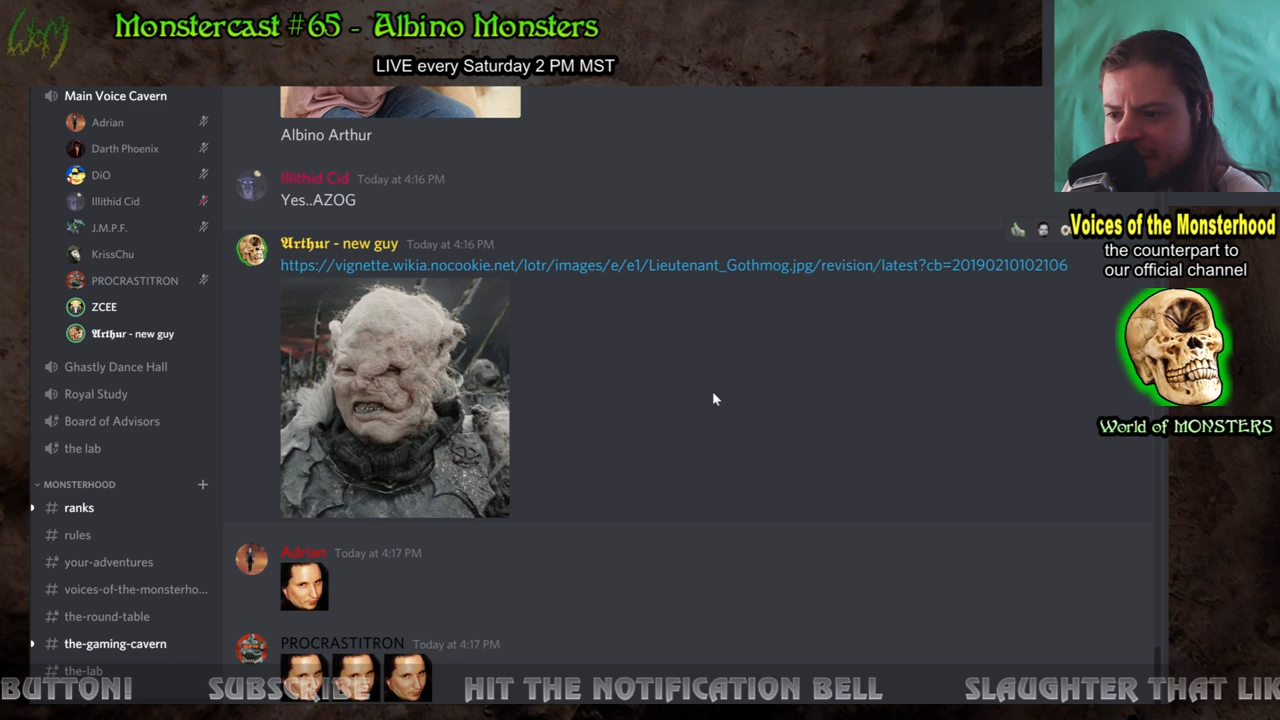 WoM
Monstercast #65 - Albino Monsters
LIVE every Saturday 2 PM MST
Main Voice Cavern
Adrian
Darth Phoenix
DiO
Illithid Cid
J.M.P.F.
KrissChu
PROCRASTITRON
ZCEE
Arthur - new guy
Ghastly Dance Hall
Royal Study
Board of Advisors
the lab
MONSTERHOOD
ranks
rules
your-adventures
voices-of-the-monsterho...
the-round-table
the-gaming-cavern
the-lab
Albino Arthur
Illithid Cid Today at 4:16 PM
Yes..AZOG
Arthur - new guy Today at 4:16 PM
https://vignette.wikia.nocookie.net/lotr/images/e/e1/Lieutenant_Gothmog.jpg/revision/latest?cb=20190210102106
Adrian Today at 4:17 PM
PROCRASTITRON Today at 4:17 PM
Voices of the Monsterhood
the counterpart to
our official channel
World of MONSTERS
BUTTON! SUBSCRIBE HIT THE NOTIFICATION BELL SLAUGHTER THAT LIK